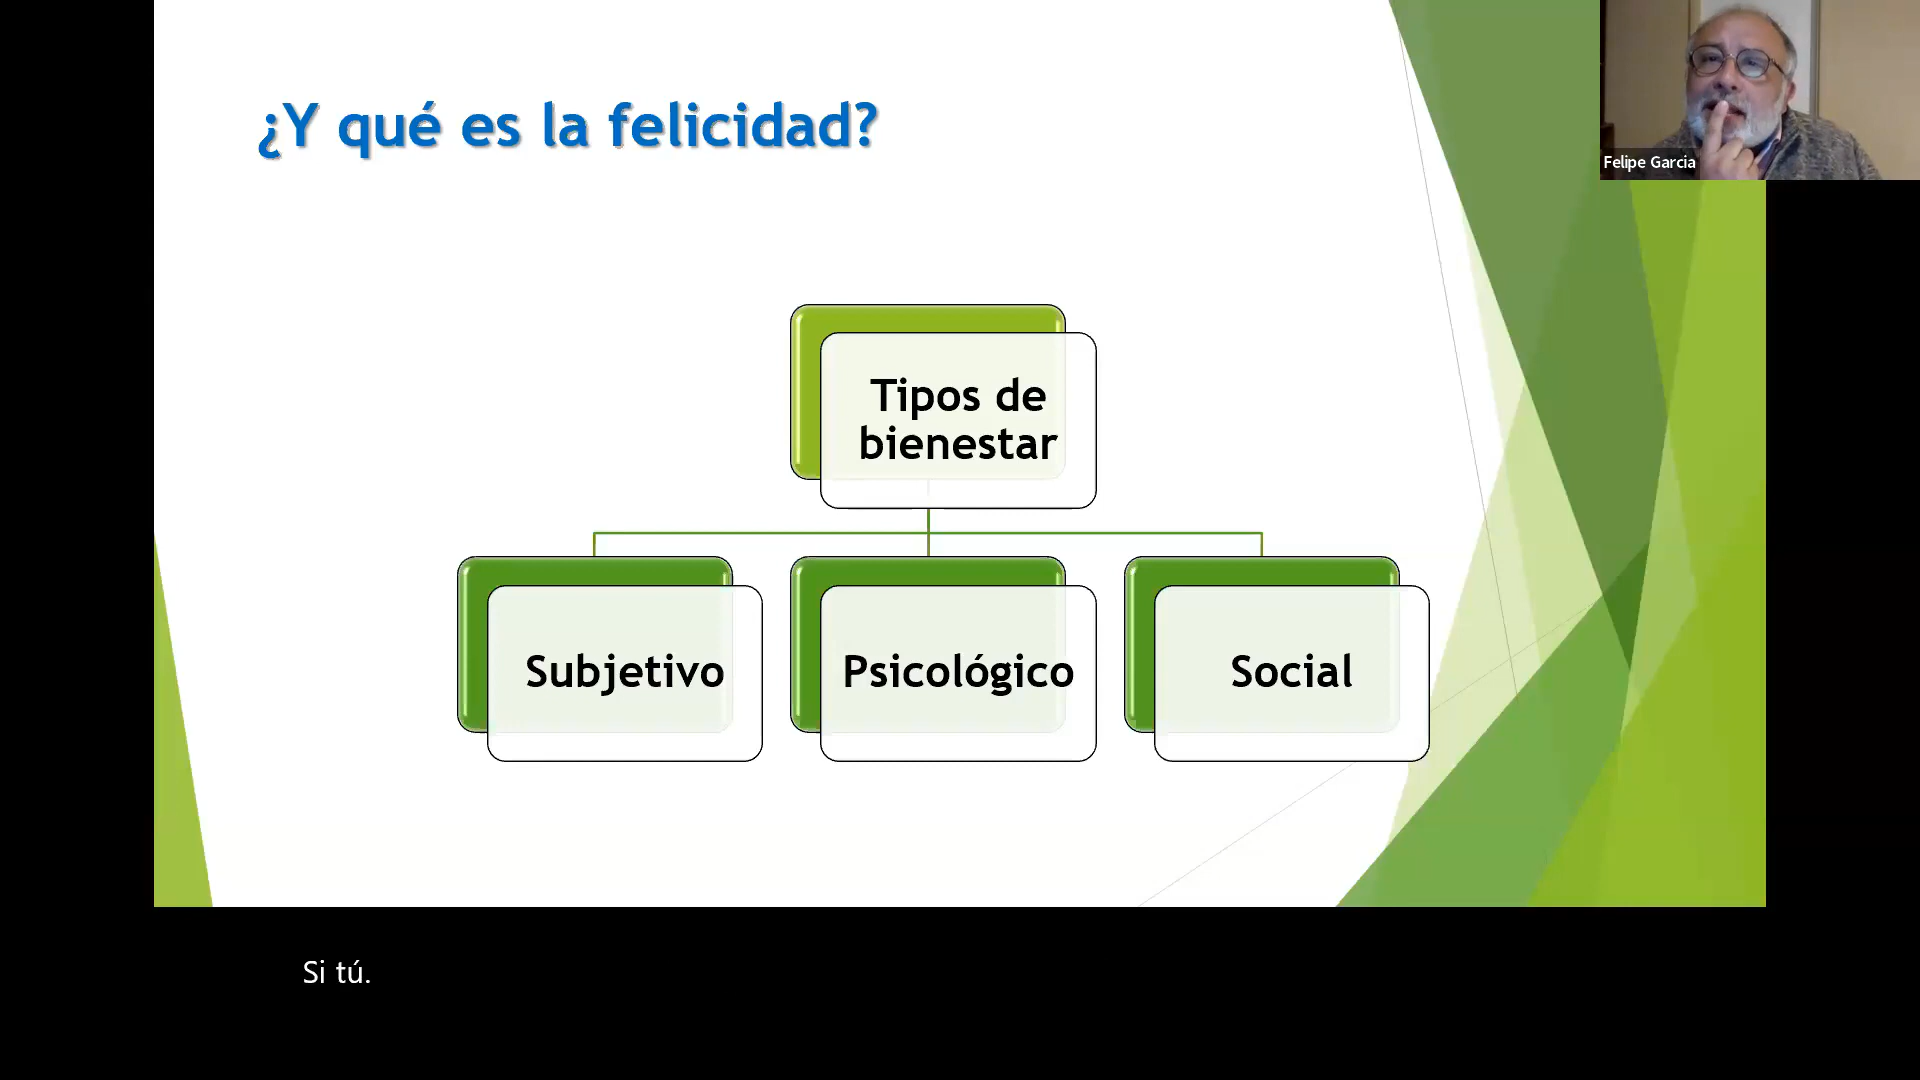 ¿Y qué es la felicidad?
Felipe Garcia
Tipos de
bienestar
Subjetivo
Psicológico
Social
Si tú.